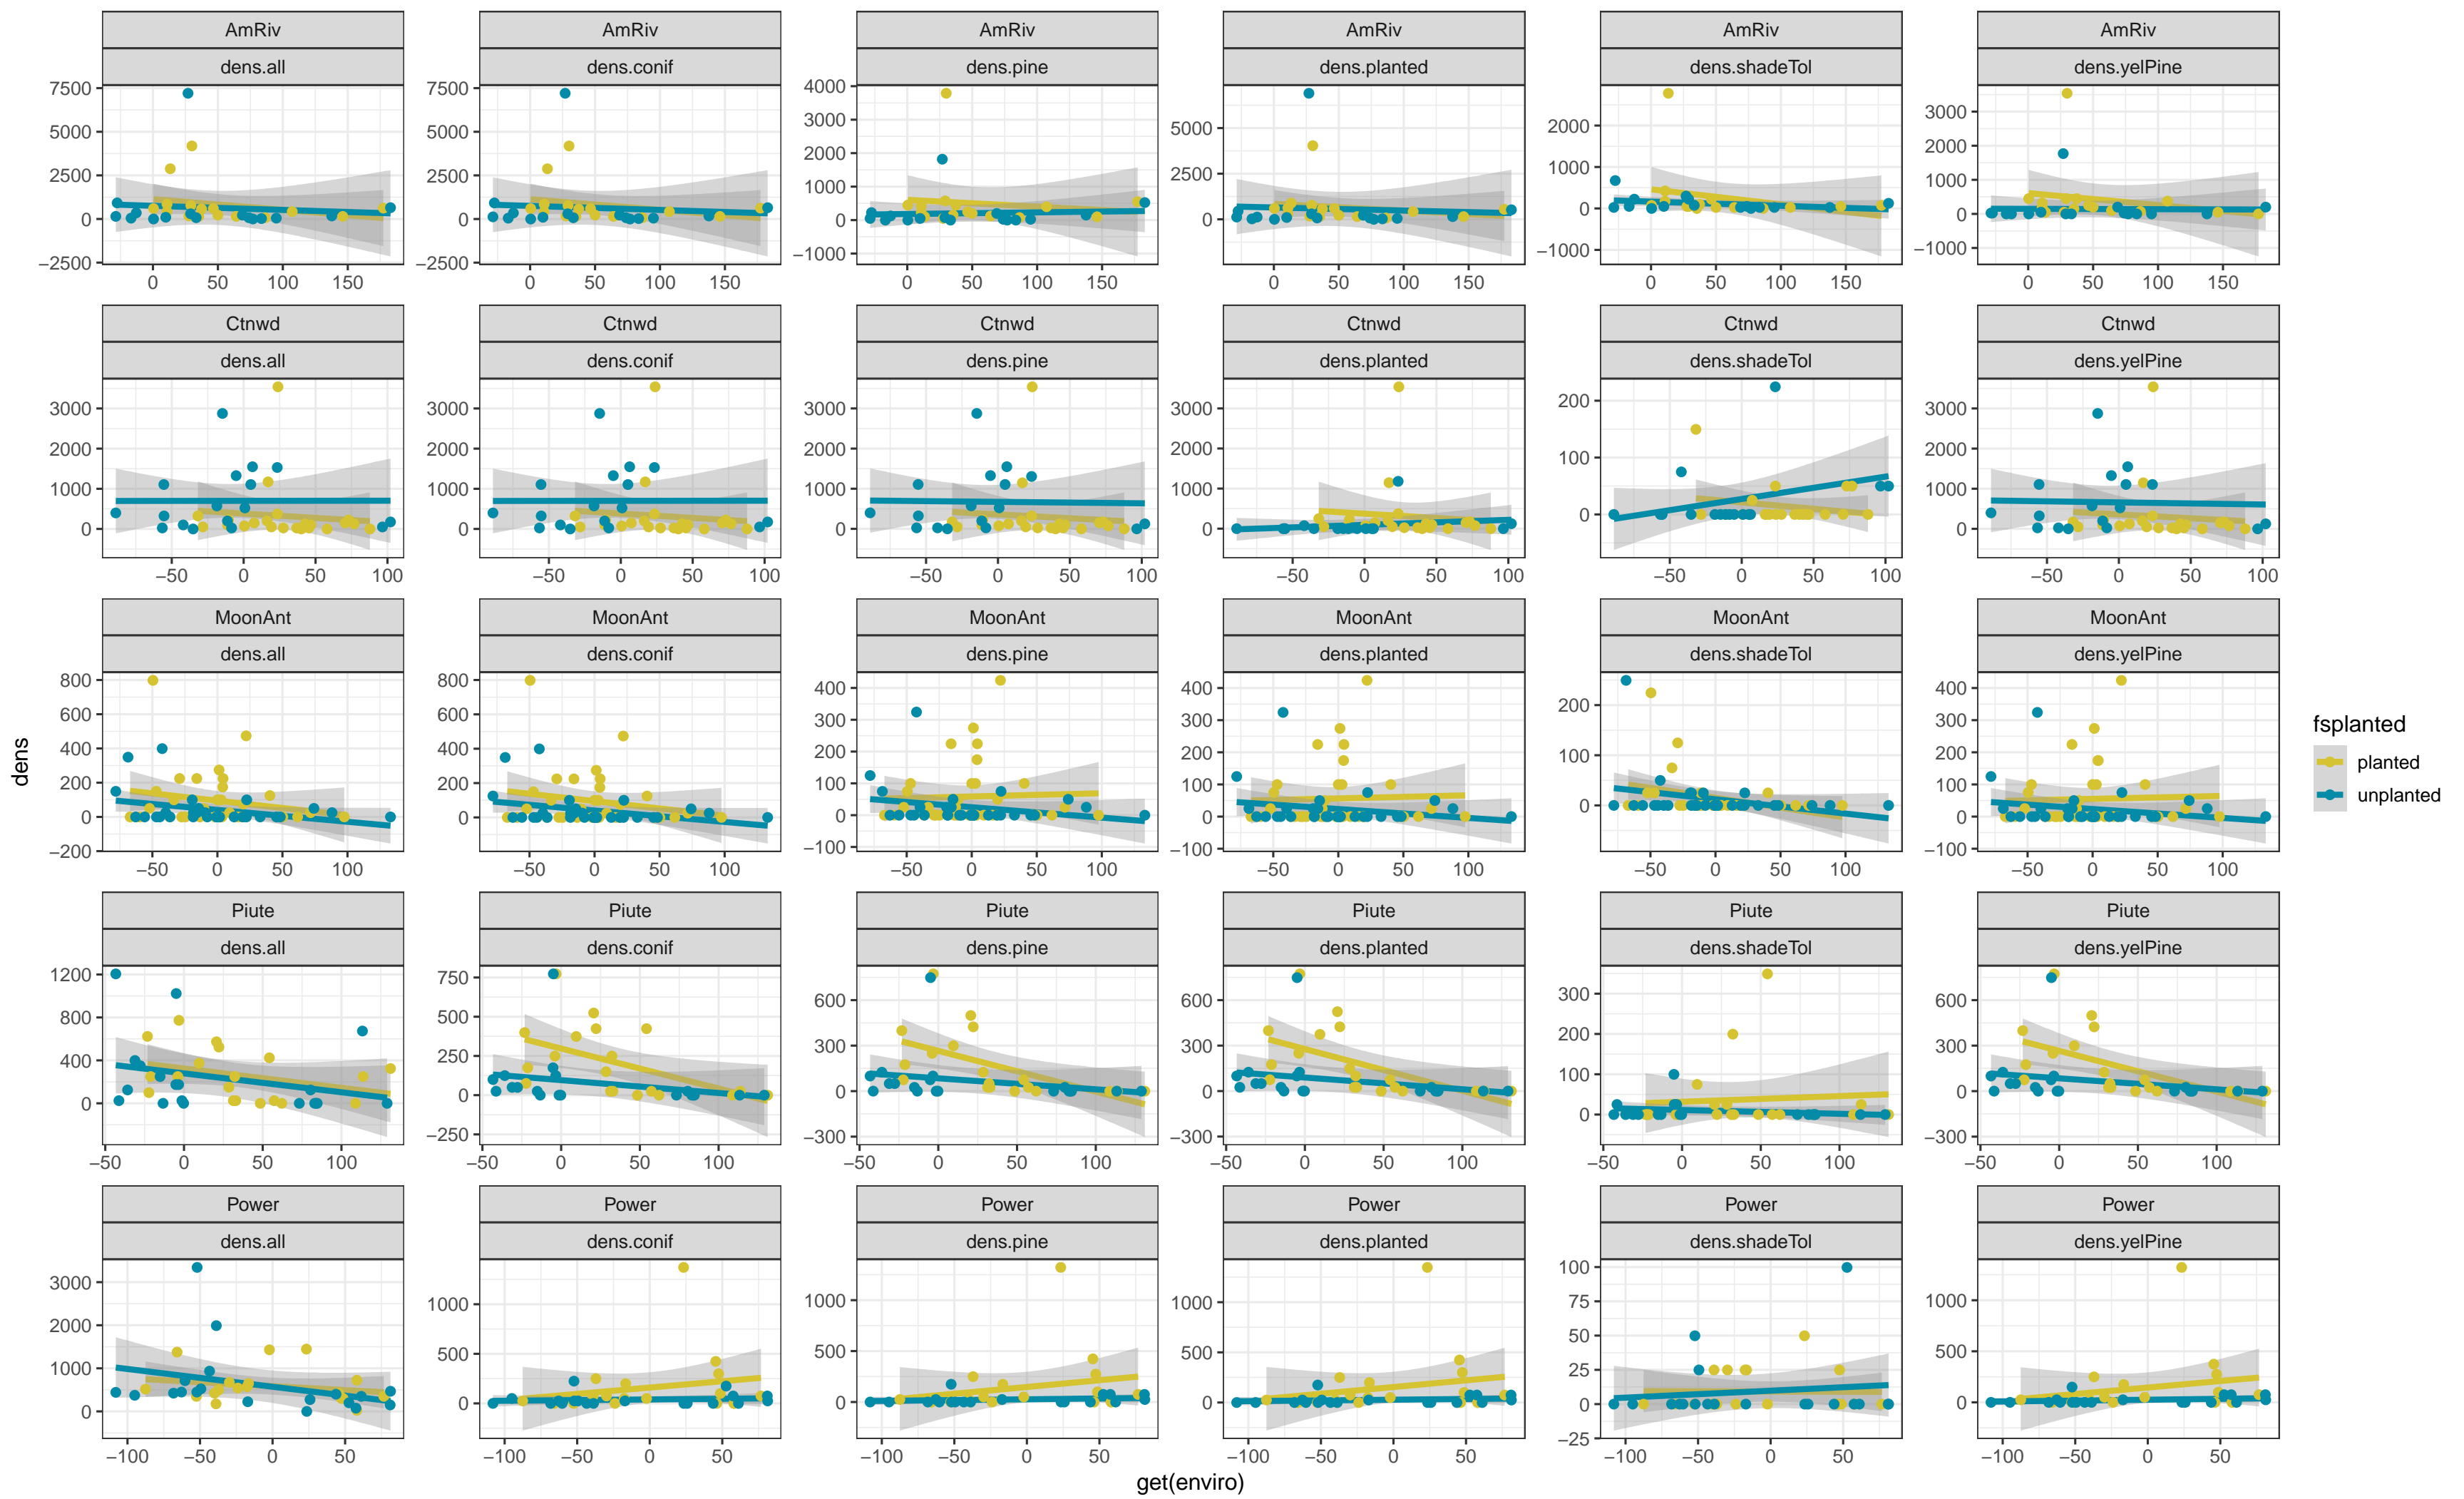 AmRiv AmRiv AmRiv AmRiv AmRiv AmRiv
dens.all dens.conif dens.pine dens.planted dens.shadeTol dens.yelPine
7500 7500 4000 5000 2000 3000
5000 5000 3000 2500 1000 2000
2500 2500 2000 0 0 1000
0 0 1000 −1000 0
−2500 −2500 0 −1000
−1000
0 50 100 150 0 50 100 150 0 50 100 150 0 50 100 150 0 50 100 150 0 50 100 150
Ctnwd Ctnwd Ctnwd Ctnwd Ctnwd Ctnwd
dens.all dens.conif dens.pine dens.planted dens.shadeTol dens.yelPine
3000 3000 3000 3000 200 3000
2000 2000 2000 2000 100 2000
1000 1000 1000 1000 0 1000
0 0 0 0 0
−50 0 50 100 −50 0 50 100 −50 0 50 100 −50 0 50 100 −50 0 50 100 −50 0 50 100
MoonAnt MoonAnt MoonAnt MoonAnt MoonAnt MoonAnt
dens.all dens.conif dens.pine dens.planted dens.shadeTol dens.yelPine
800 800 400 400 200 400
600 600 300 300 100 300
400 400 200 200 0 200
200 200 100 100 100
0 0 0 0 0
−200 −200 −100 −100 −100
−50 0 50 100 −50 0 50 100 −50 0 50 100 −50 0 50 100 −50 0 50 100 −50 0 50 100
dens
fsplanted
planted
unplanted
Piute Piute Piute Piute Piute Piute
dens.all dens.conif dens.pine dens.planted dens.shadeTol dens.yelPine
1200 750 600 600 300 600
800 500 300 300 200 300
400 250 0 0 100 0
0 0 −300 −300 0 −300
−250
−50 0 50 100 −50 0 50 100 −50 0 50 100 −50 0 50 100 −50 0 50 100 −50 0 50 100
Power Power Power Power Power Power
dens.all dens.conif dens.pine dens.planted dens.shadeTol dens.yelPine
3000 1000 1000 1000 100 1000
2000 500 500 500 75 500
1000 0 0 0 50 0
0 25
0
−25
−100 −50 0 50 −100 −50 0 50 −100 −50 0 50 −100 −50 0 50 −100 −50 0 50 −100 −50 0 50
get(enviro)